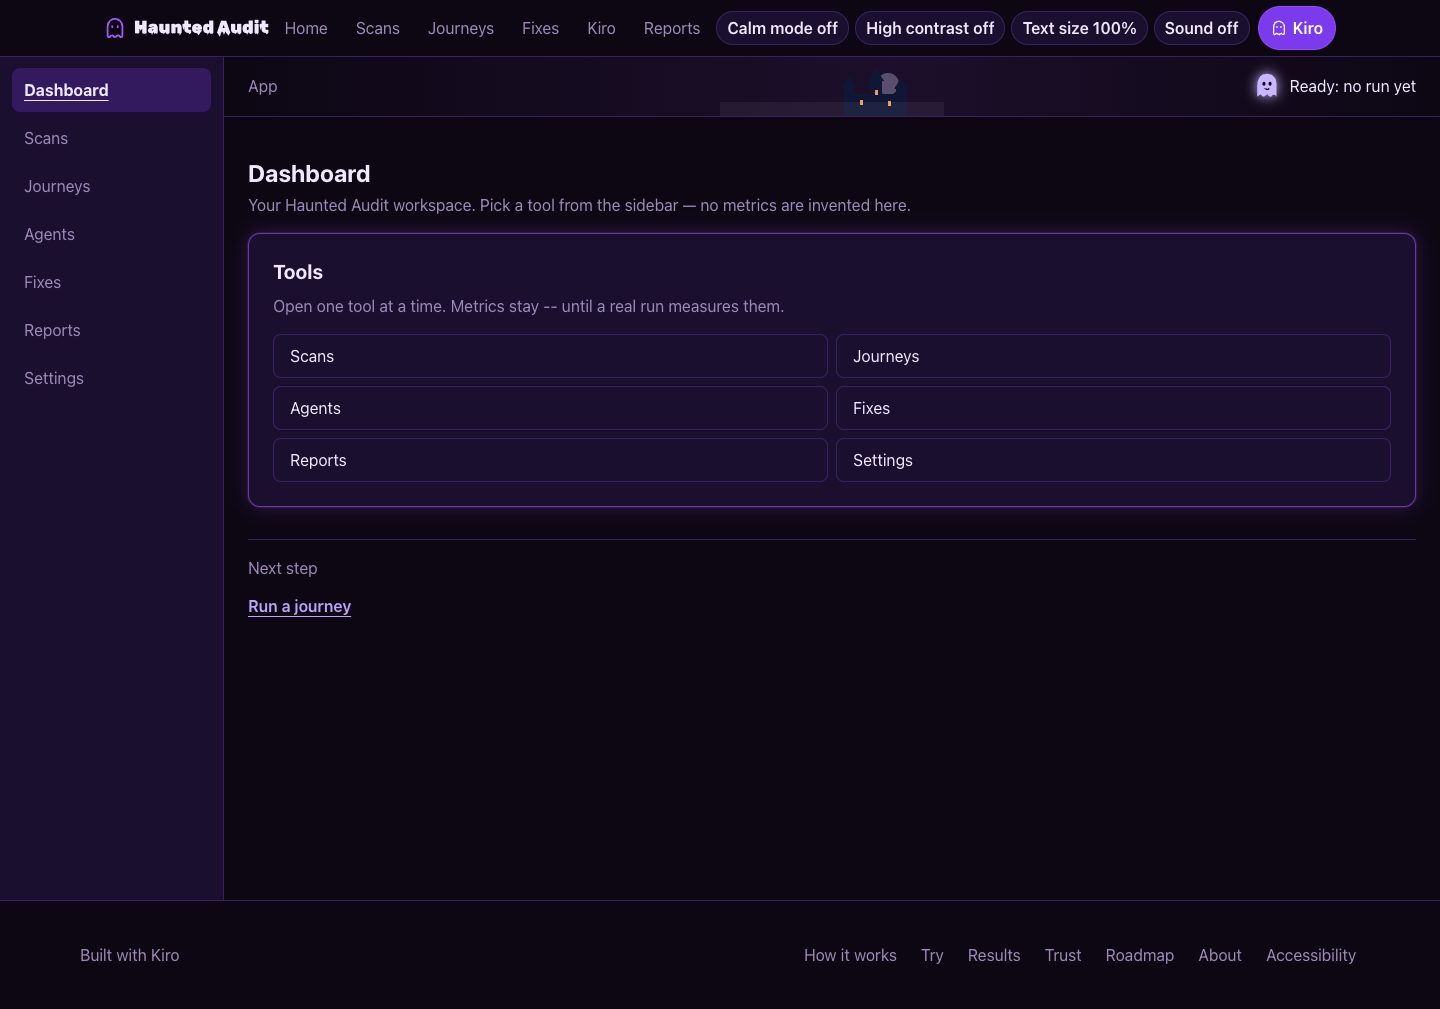 Haunted Audit Home Scans Journeys Fixes Kiro Reports Calm mode off High contrast off Text size 100% Sound off Kiro
Dashboard
Scans
Journeys
Agents
Fixes
Reports
Settings
App
Ready: no run yet
Dashboard
Your Haunted Audit workspace. Pick a tool from the sidebar — no metrics are invented here.
Tools
Open one tool at a time. Metrics stay -- until a real run measures them.
Scans Journeys
Agents Fixes
Reports Settings
Next step
Run a journey
Built with Kiro How it works Try Results Trust Roadmap About Accessibility